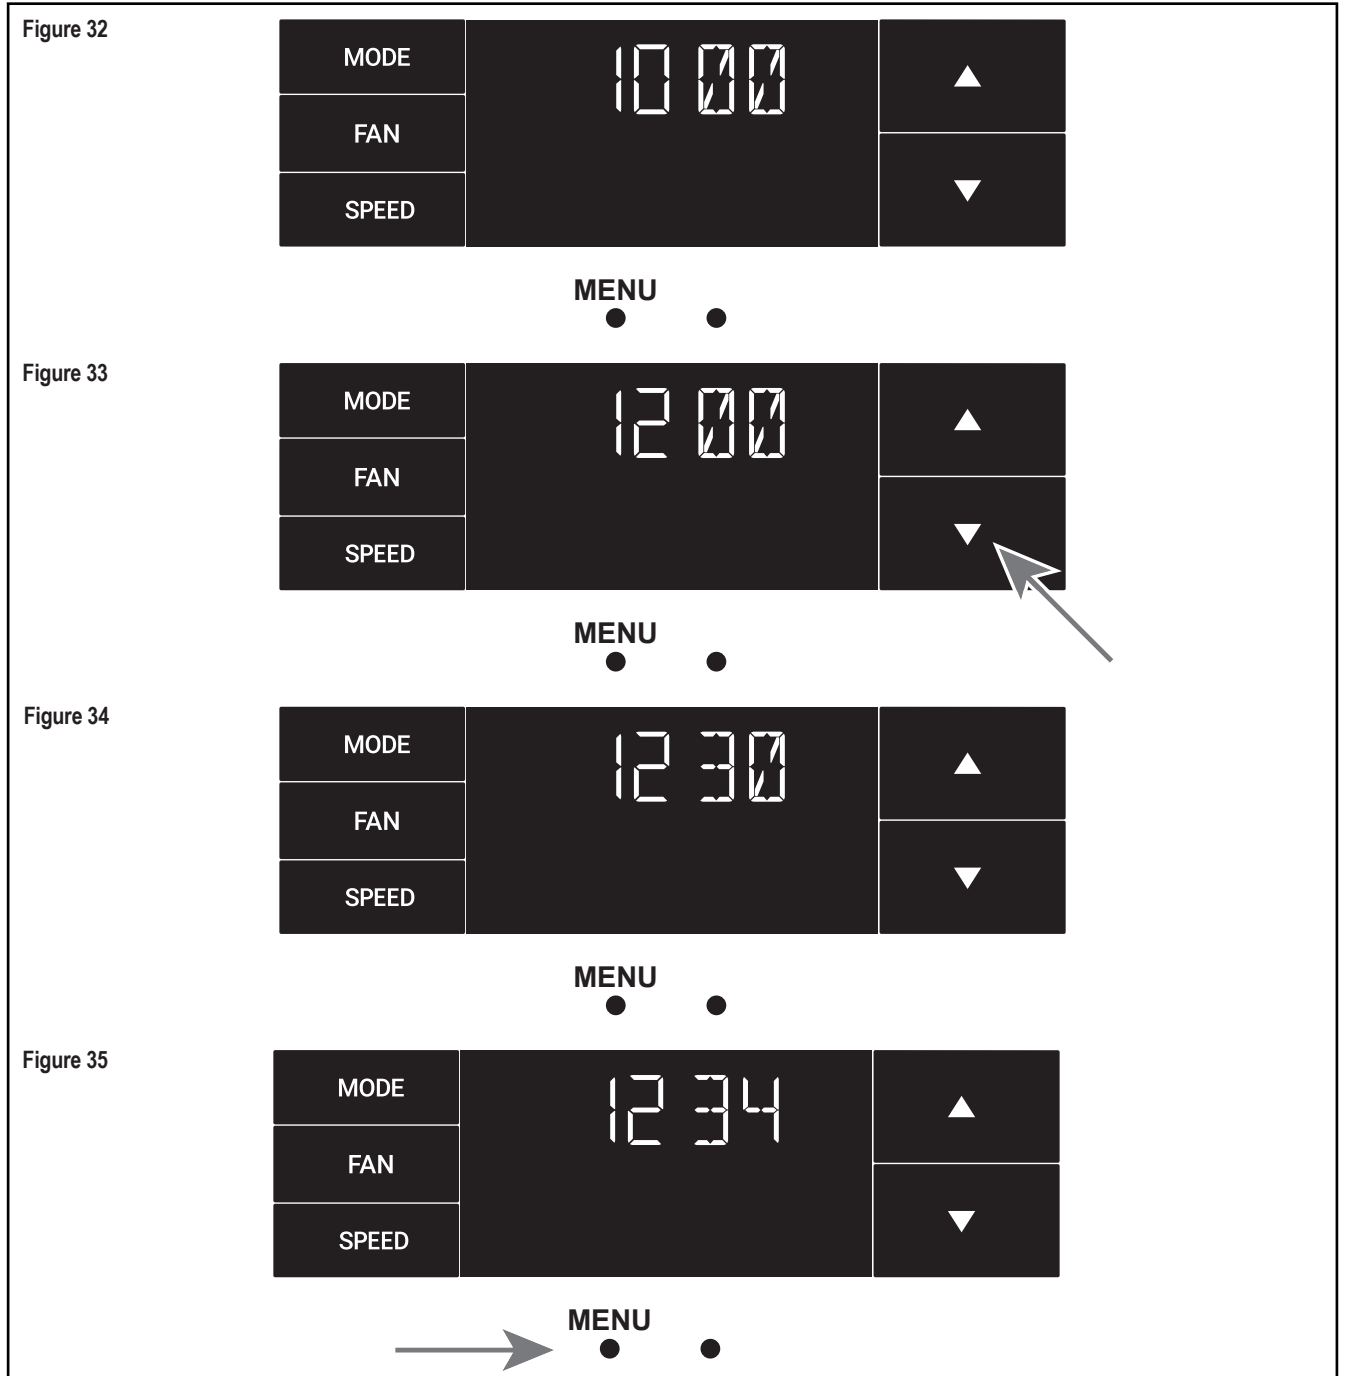 Figure 32
MODE
10 00
FAN
SPEED
▲
▼
MENU
Figure 33
MODE
12 00
FAN
SPEED
▲
▼
MENU
Figure 34
MODE
12 30
FAN
SPEED
▲
▼
MENU
Figure 35
MODE
12 34
FAN
SPEED
▲
▼
MENU